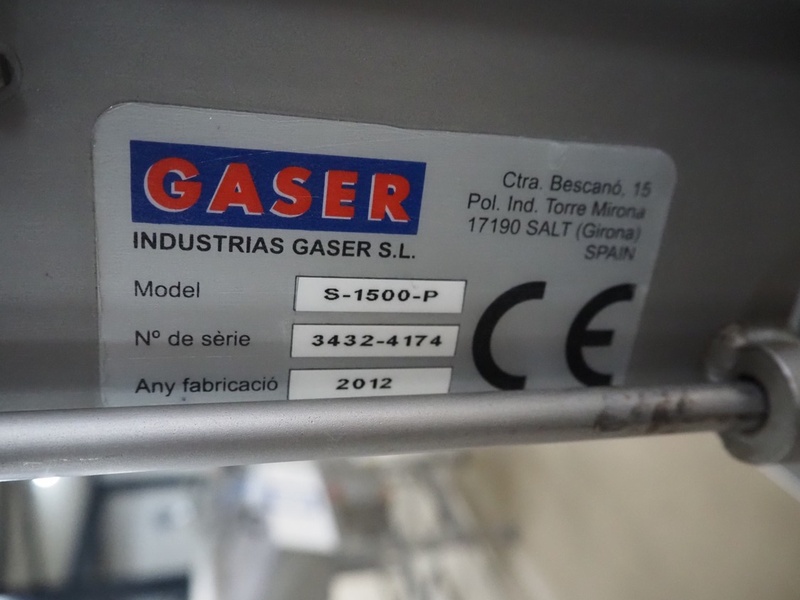 GASER
INDUSTRIAS GASER S.L.
Ctra. Bescanó, 15
Pol. Ind. Torre Mirona
17190 SALT (Girona)
SPAIN
Model S-1500-P
Nº de sèrie 3432-4174
Any fabricació 2012
CE